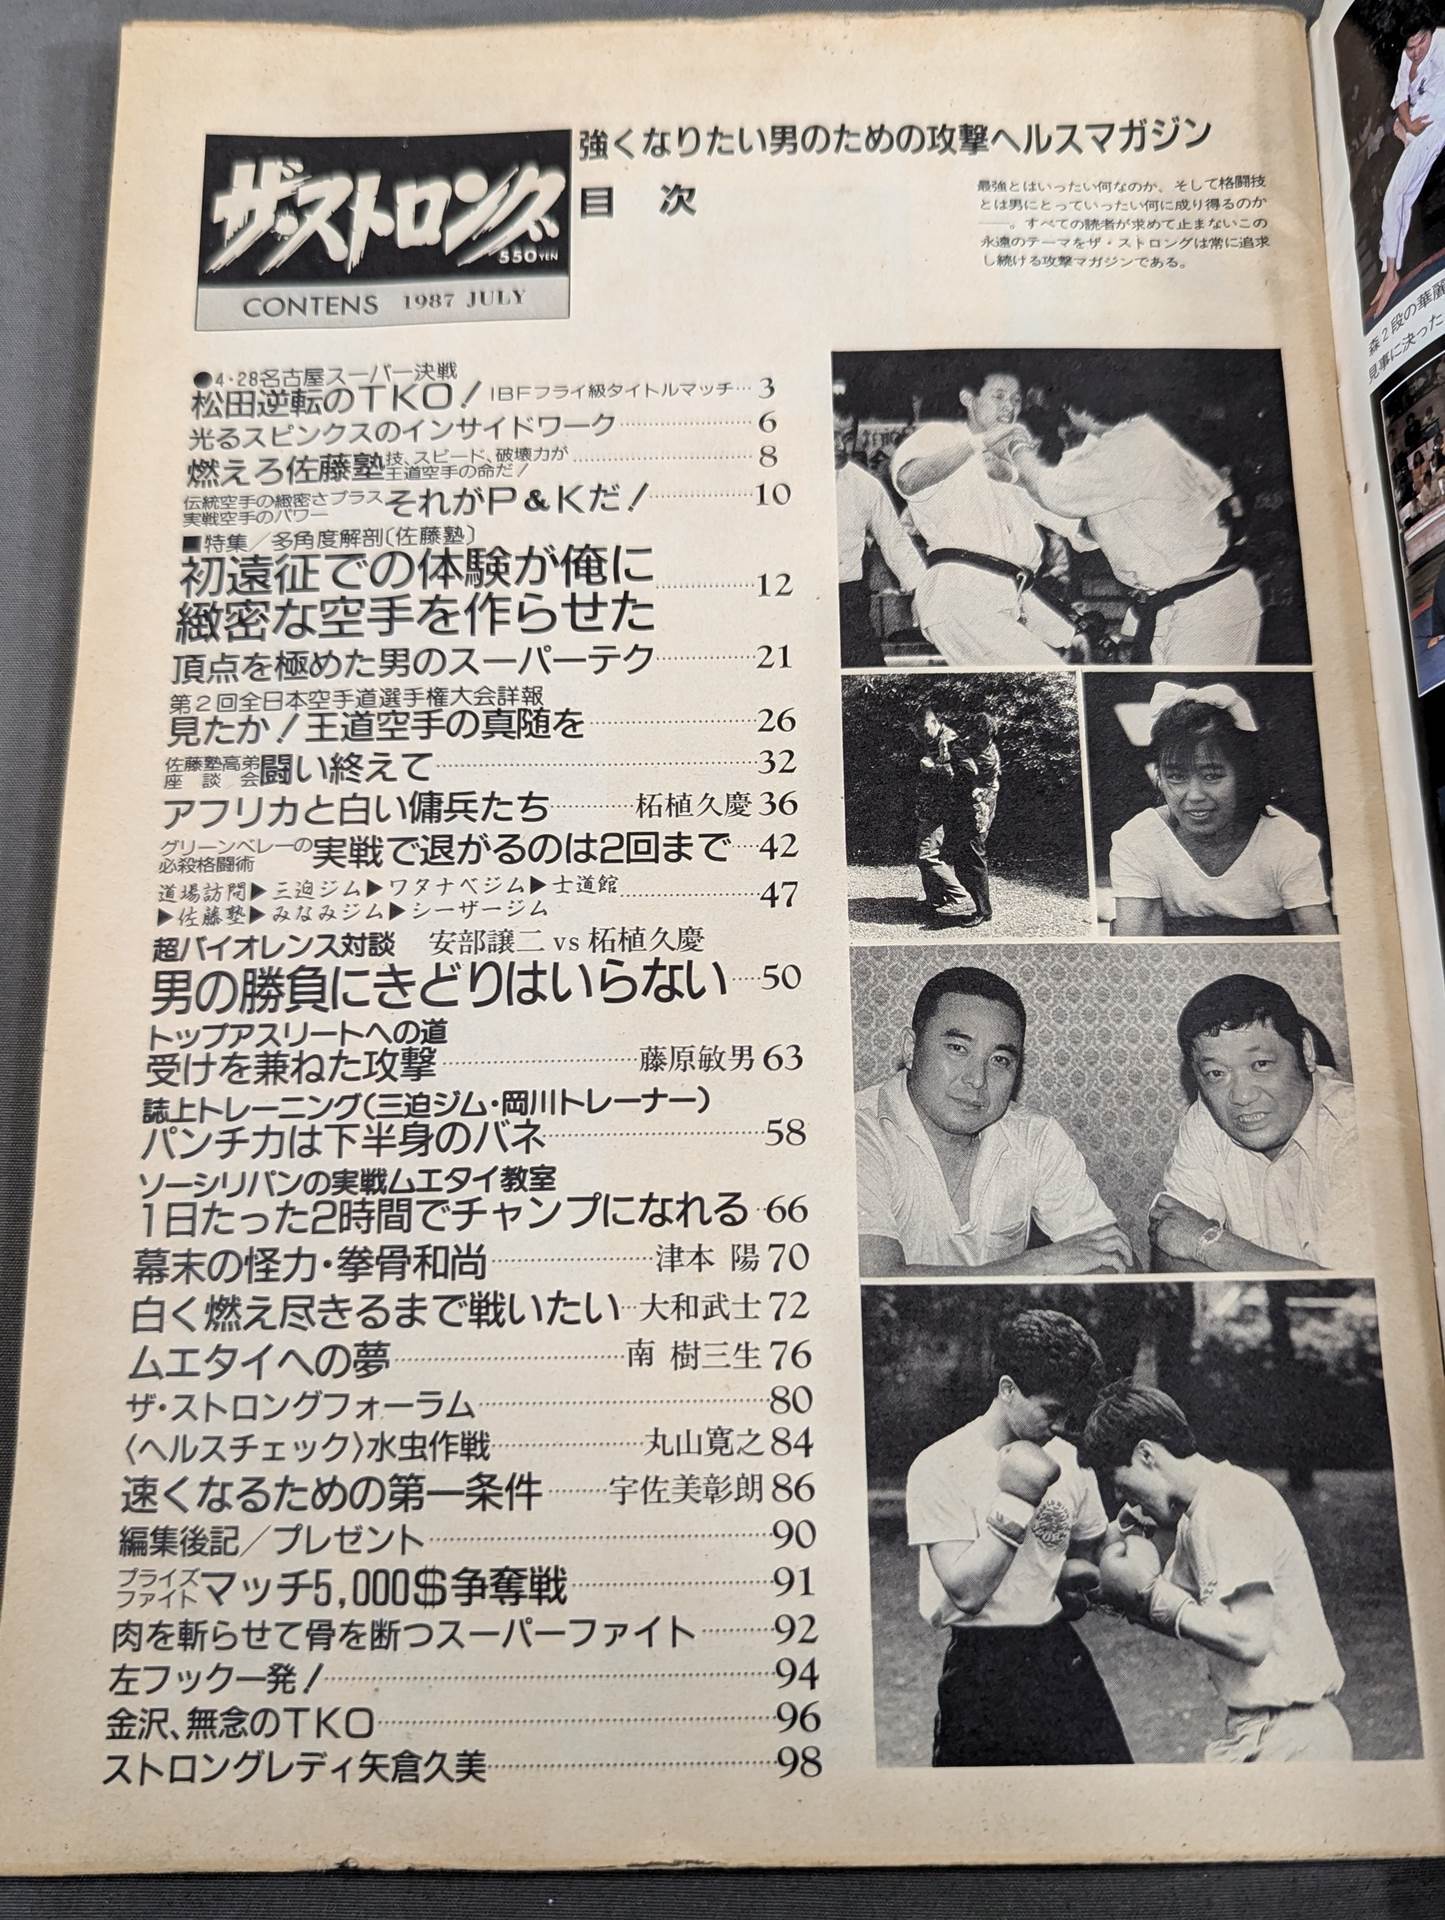 ザ・ストロング
550YEN
CONTENS 1987 JULY
強くなりたい男のための攻撃ヘルスマガジン
目 次
最強とはいったい何なのか、そして格闘技
とは男にとっていったい何に成り得るのか
――。すべての読者が求めて止まないこの
永遠のテーマをザ・ストロングは常に追求
し続ける攻撃マガジンである。
●4・28名古屋スーパー決戦
松田逆転のTKO! IBFフライ級タイトルマッチ…3
光るスピンクスのインサイドワーク…6
燃えろ佐藤塾 技、スピード、破壊力が王道空手の命だ!…8
伝統空手の緻密さプラス実戦空手のパワー それがP&Kだ!…10
■特集/多角度解剖〔佐藤塾〕
初遠征での体験が俺に
緻密な空手を作らせた…12
頂点を極めた男のスーパーテク…21
第2回全日本空手道選手権大会詳報
見たか!王道空手の真随を…26
佐藤塾高弟座談会 闘い終えて…32
アフリカと白い傭兵たち…柘植久慶36
グリーンベレーの必殺格闘術 実戦で退がるのは2回まで…42
道場訪問▶三迫ジム▶ワタナベジム▶士道館
▶佐藤塾▶みなみジム▶シーザージム…47
超バイオレンス対談 安部譲二 vs 柘植久慶
男の勝負にきどりはいらない…50
トップアスリートへの道
受けを兼ねた攻撃…藤原敏男63
誌上トレーニング(三迫ジム・岡川トレーナー)
パンチ力は下半身のバネ…58
ソーシリパンの実戦ムエタイ教室
1日たった2時間でチャンプになれる…66
幕末の怪力・拳骨和尚…津本 陽70
白く燃え尽きるまで戦いたい…大和武士72
ムエタイへの夢…南 樹三生76
ザ・ストロングフォーラム…80
〈ヘルスチェック〉水虫作戦…丸山寛之84
速くなるための第一条件…宇佐美彰朗86
編集後記/プレゼント…90
プライズファイト マッチ5,000$争奪戦…91
肉を斬らせて骨を断つスーパーファイト…92
左フック一発!…94
金沢、無念のTKO…96
ストロングレディ矢倉久美…98
森2段の華麗
見事に決った